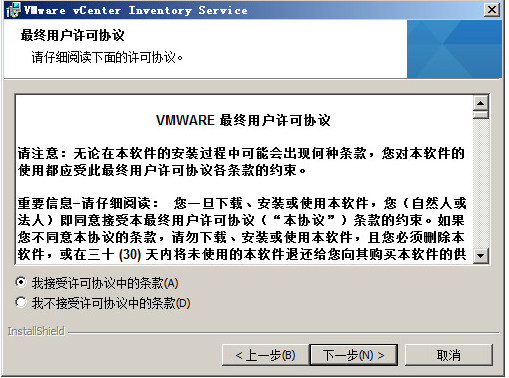 VMware vCenter Inventory Service
最终用户许可协议
请仔细阅读下面的许可协议。
VMWARE 最终用户许可协议
请注意：无论在本软件的安装过程中可能会出现何种条款，您对本软件的
使用都应受此最终用户许可协议各条款的约束。
重要信息-请仔细阅读： 您一旦下载、安装或使用本软件，您（自然人或
法人）即同意接受本最终用户许可协议（“本协议”）条款的约束。如果
您不同意本协议的条款，请勿下载、安装或使用本软件，且您必须删除本
软件，或在三十 (30) 天内将未使用的本软件退还给您向其购买本软件的供
我接受许可协议中的条款(A)
我不接受许可协议中的条款(D)
InstallShield
< 上一步(B)
下一步(N) >
取消